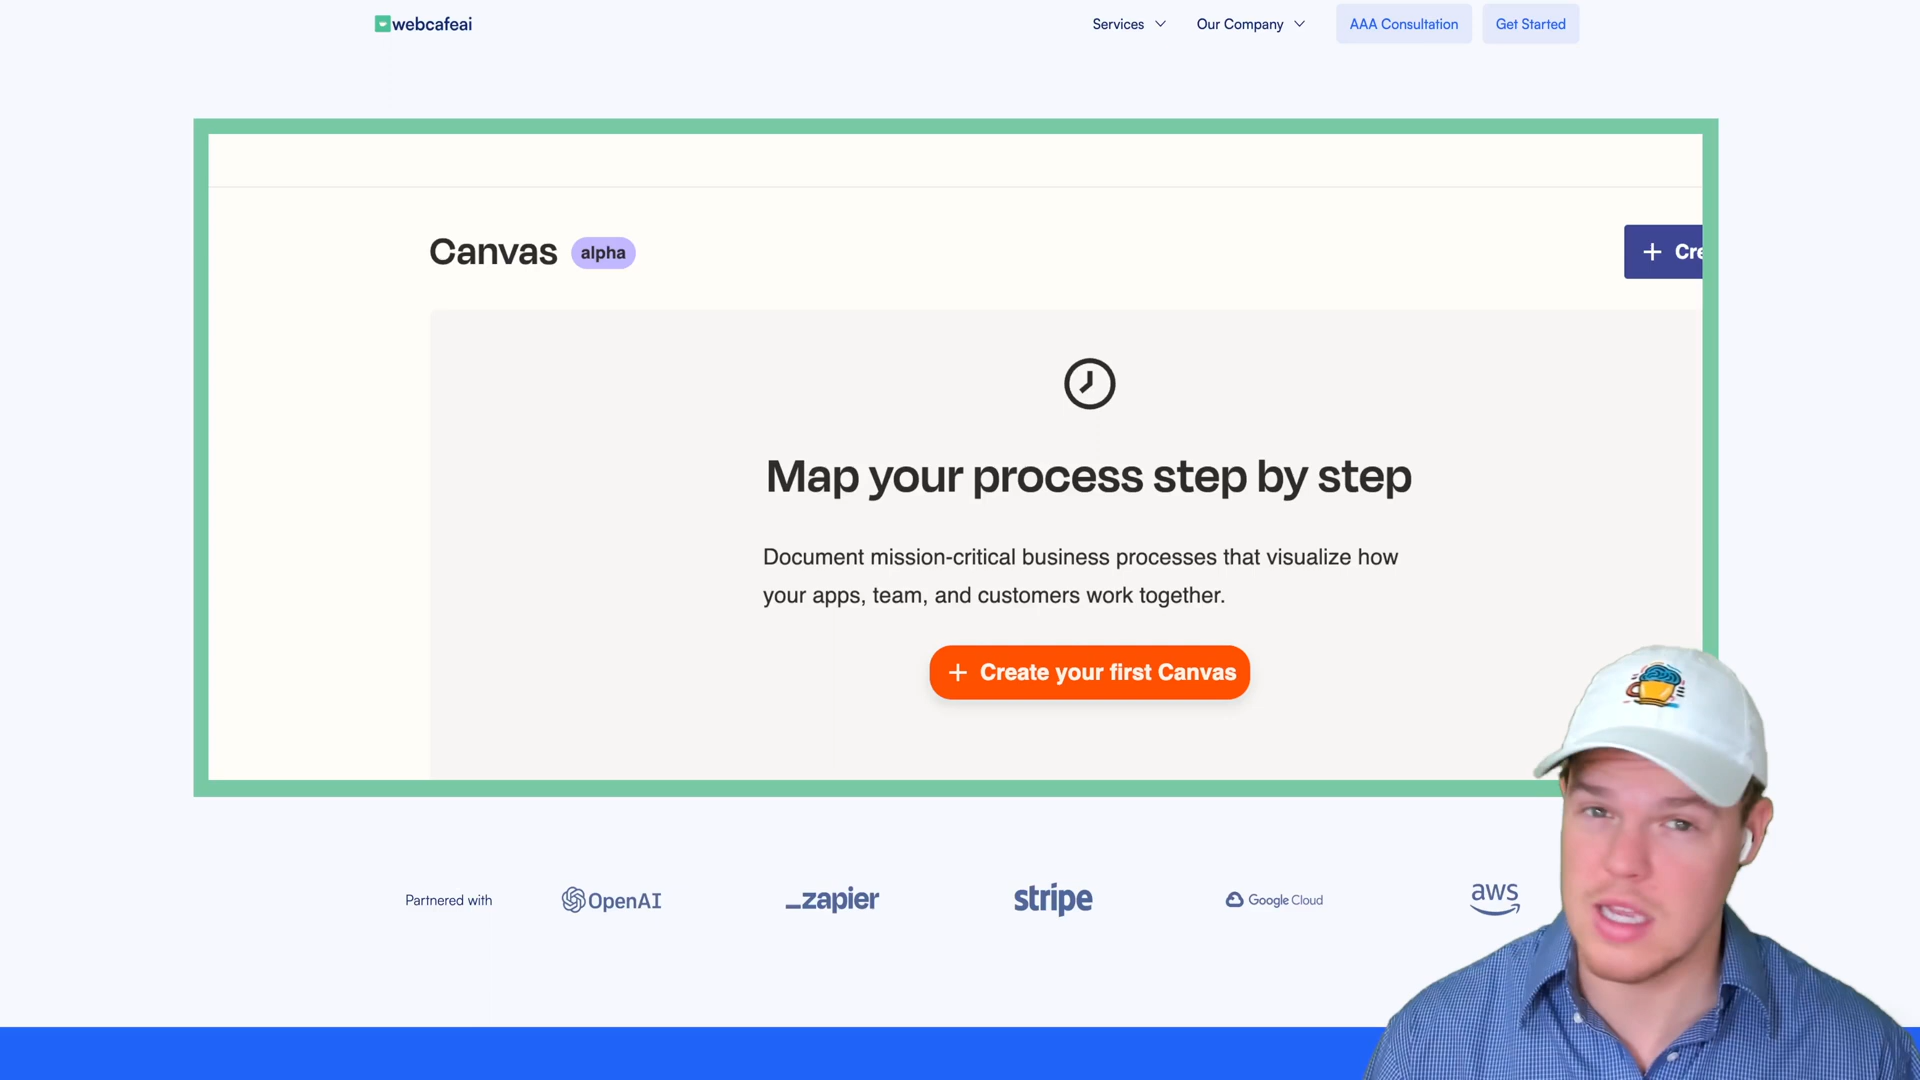 webcafeai
Services
Our Company
AAA Consultation
Get Started
Canvas alpha
+ Cre
Map your process step by step
Document mission-critical business processes that visualize how
your apps, team, and customers work together.
+ Create your first Canvas
Partnered with
OpenAI
_zapier
stripe
Google Cloud
aws